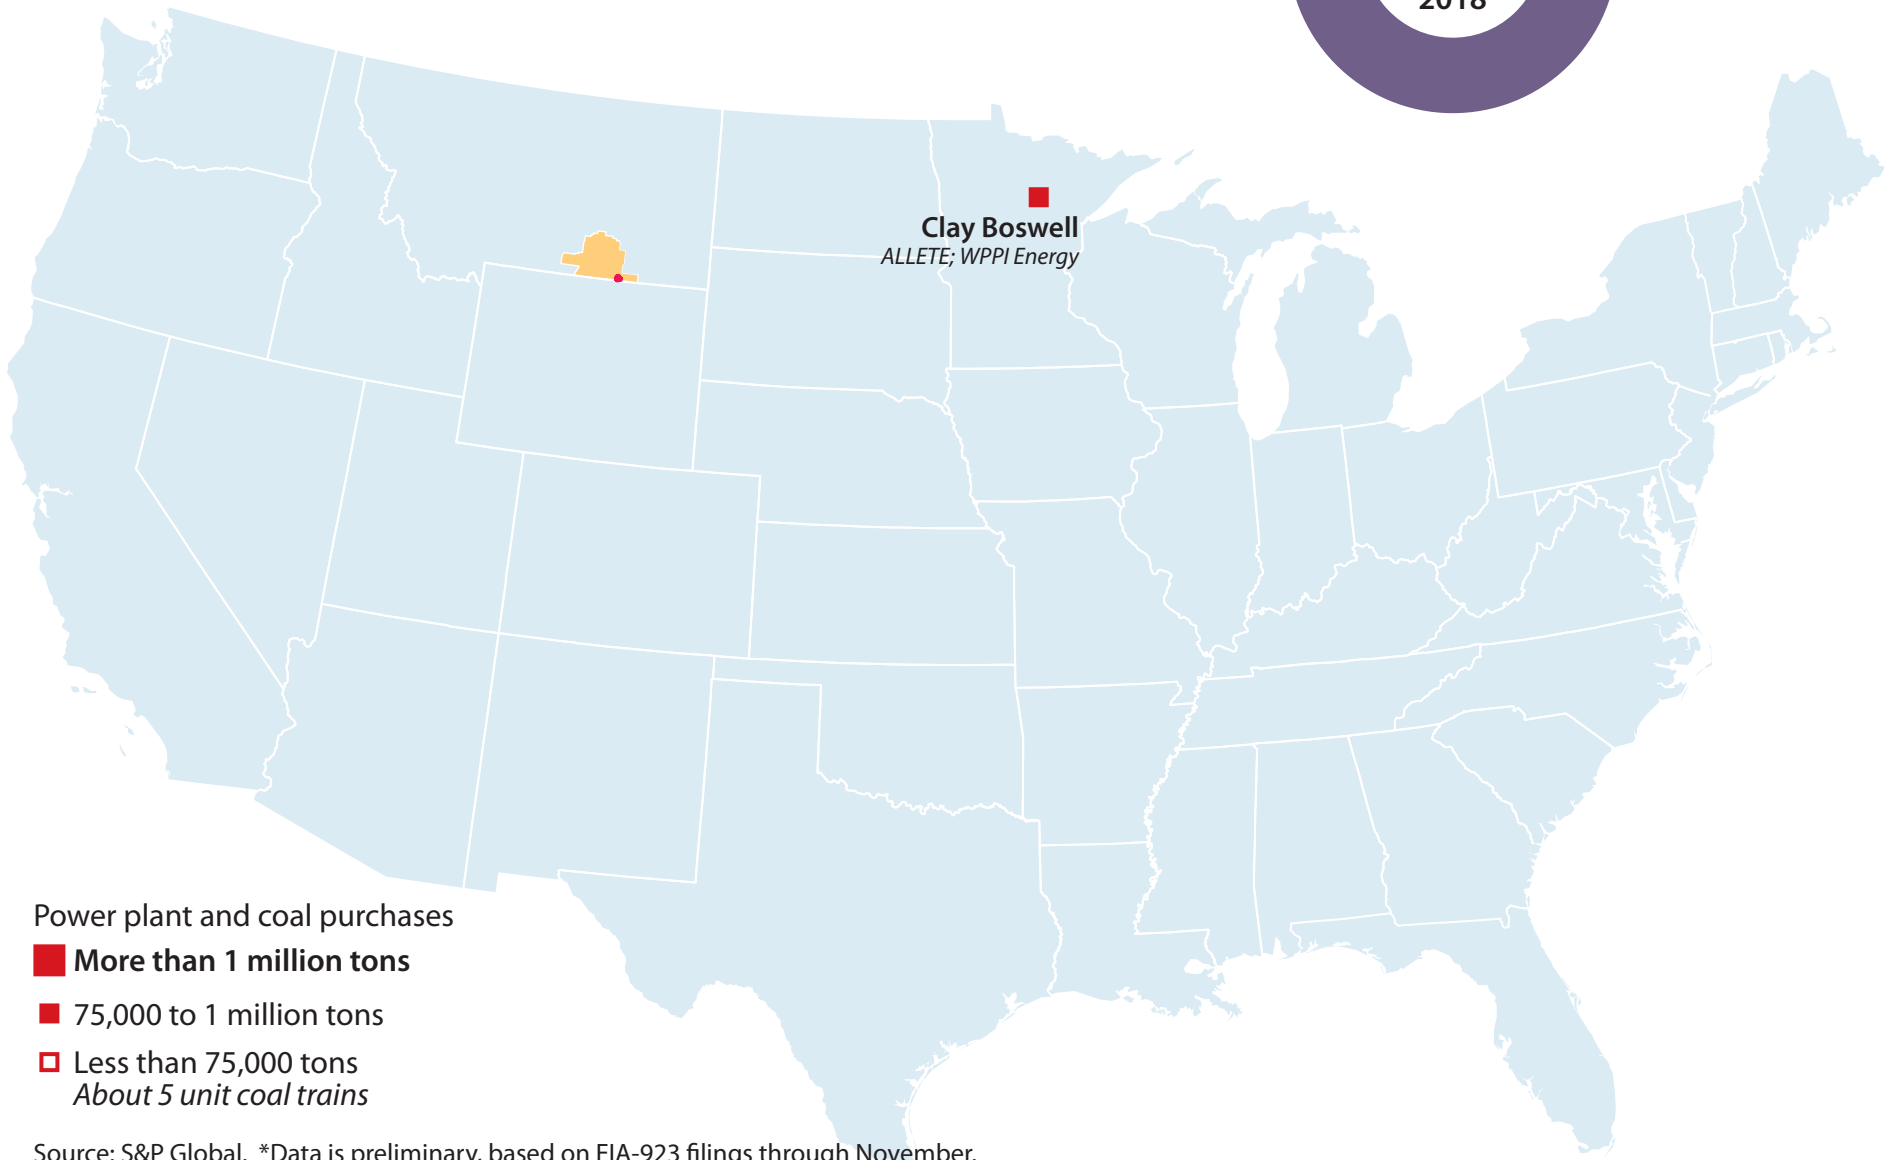 2018
Clay Boswell
ALLETE; WPPI Energy
Power plant and coal purchases
More than 1 million tons
75,000 to 1 million tons
Less than 75,000 tons
About 5 unit coal trains
Source: S&P Global. *Data is preliminary, based on EIA-923 filings through November.